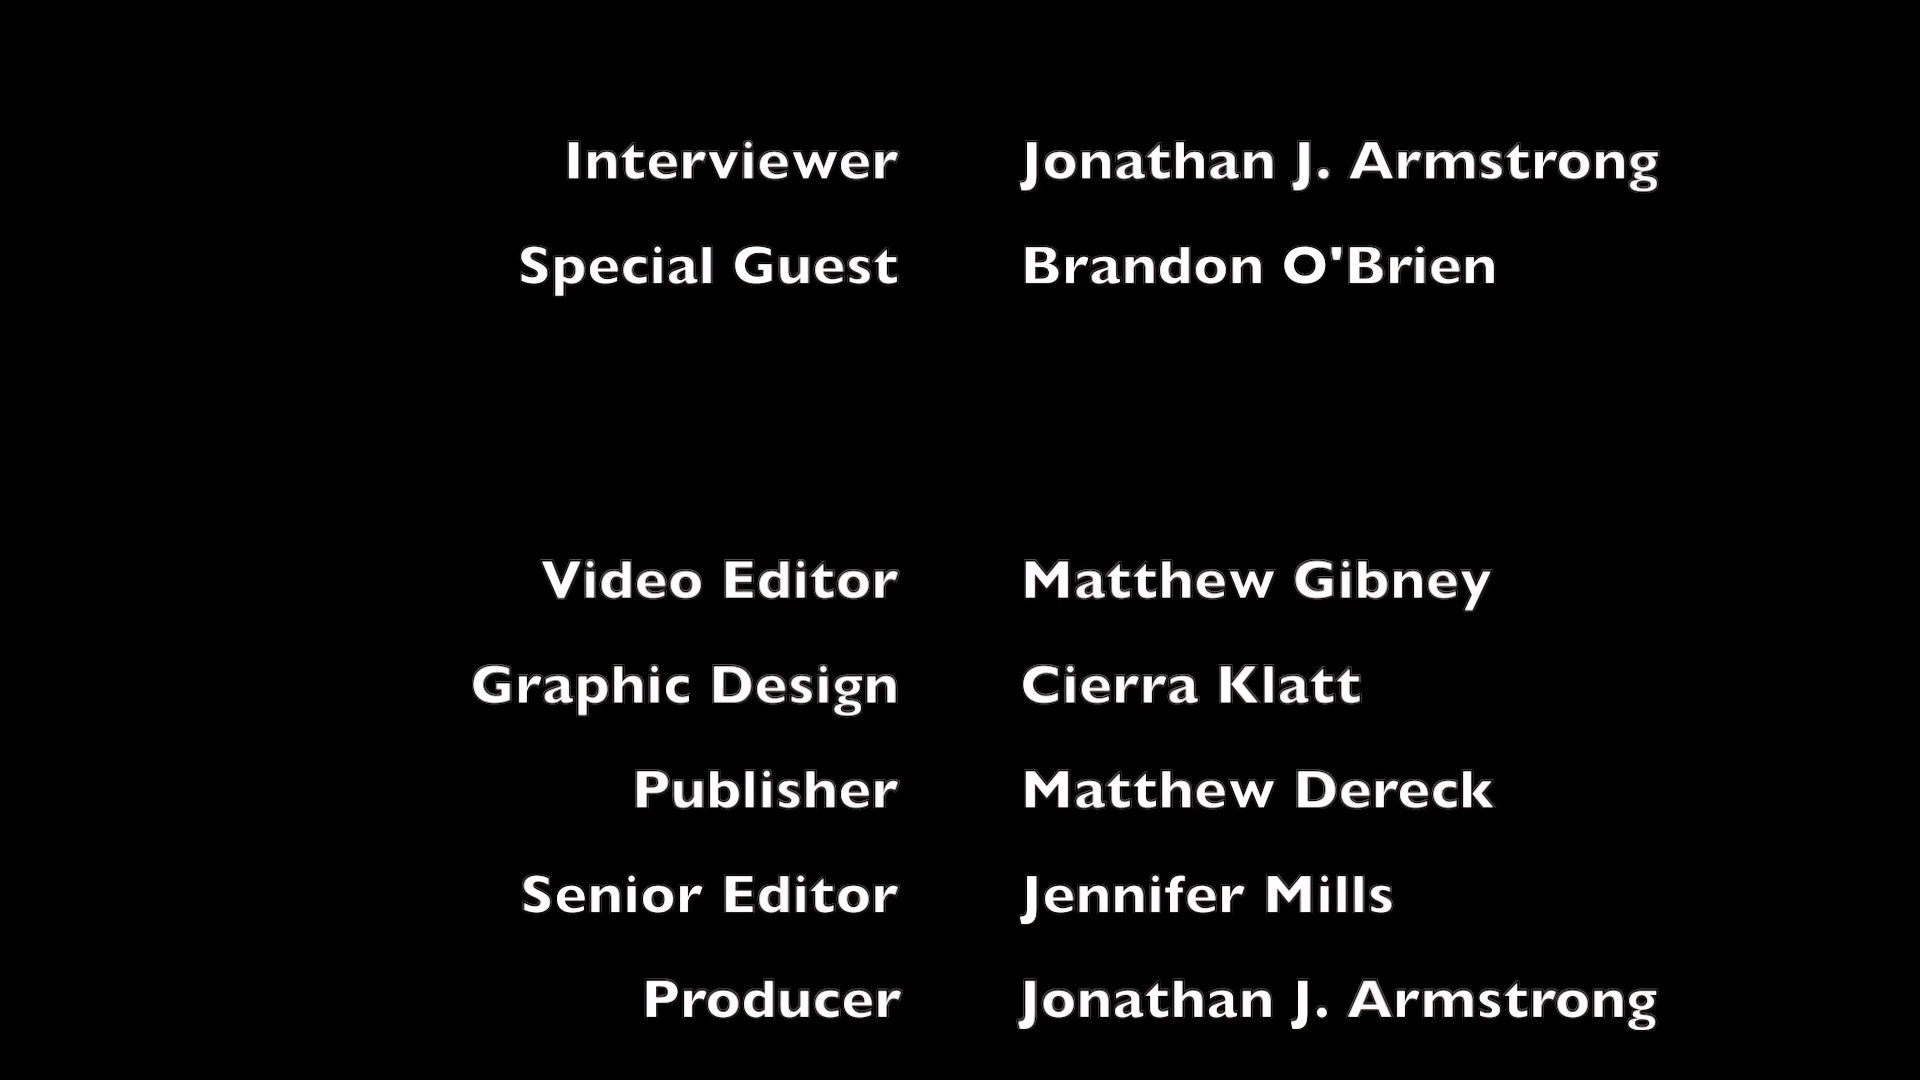 Interviewer Jonathan J. Armstrong
Special Guest Brandon O'Brien
Video Editor Matthew Gibney
Graphic Design Cierra Klatt
Publisher Matthew Dereck
Senior Editor Jennifer Mills
Producer Jonathan J. Armstrong